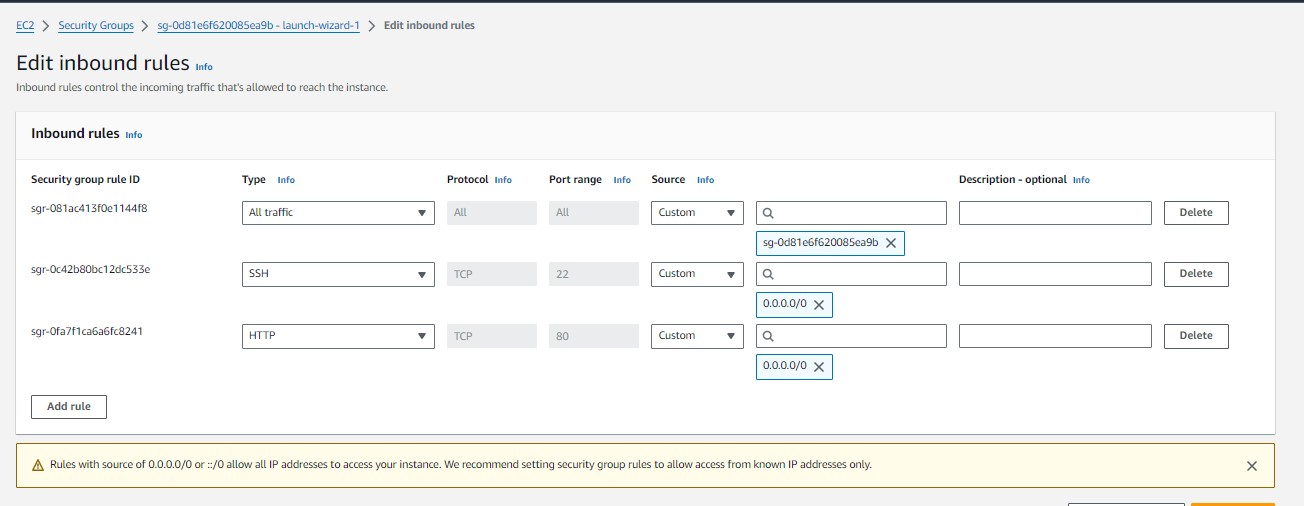 EC2 > Security Groups > sg-0d81e6f620085ea9b - launch-wizard-1 > Edit inbound rules
Edit inbound rules Info
Inbound rules control the incoming traffic that's allowed to reach the instance.
Inbound rules Info
Security group rule ID Type Info Protocol Info Port range Info Source Info Description - optional Info
sgr-081ac413f0e1144f8 All traffic All All Custom Delete
sg-0d81e6f620085ea9b
sgr-0c42b80bc12dc533e SSH TCP 22 Custom Delete
0.0.0.0/0
sgr-0fa7f1ca6a6fc8241 HTTP TCP 80 Custom Delete
0.0.0.0/0
Add rule
Rules with source of 0.0.0.0/0 or ::/0 allow all IP addresses to access your instance. We recommend setting security group rules to allow access from known IP addresses only.